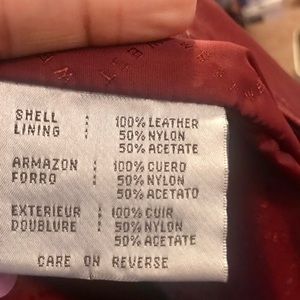 SHELL : 100% LEATHER
LINING : 50% NYLON
50% ACETATE
ARMAZON : 100% CUERO
FORRO : 50% NYLON
50% ACETATO
EXTERIEUR : 100% CUIR
DOUBLURE : 50% NYLON
50% ACETATE
CARE ON REVERSE